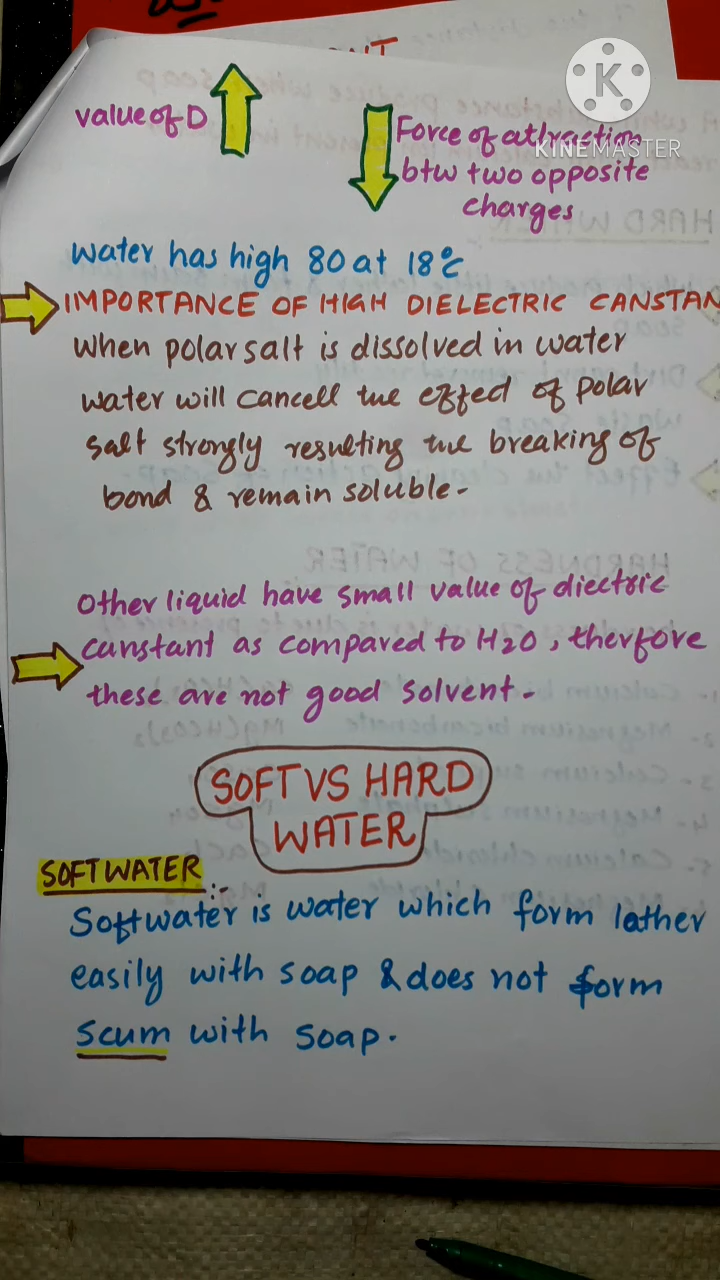 value of D
Force of attraction
btw two opposite
charges
K
KINEMASTER
Water has high 80 at 18°C
IMPORTANCE OF HIGH DIELECTRIC CANSTAN
When polar salt is dissolved in water
water will cancell the effect of polar
salt strongly resulting the breaking of
bond & remain soluble-
Other liquid have small value of diectric
canstant as compared to H2O, therfore
these are not good solvent.
SOFT VS HARD
WATER
SOFT WATER :-
Softwater is water which form lather
easily with soap & does not form
scum with soap.